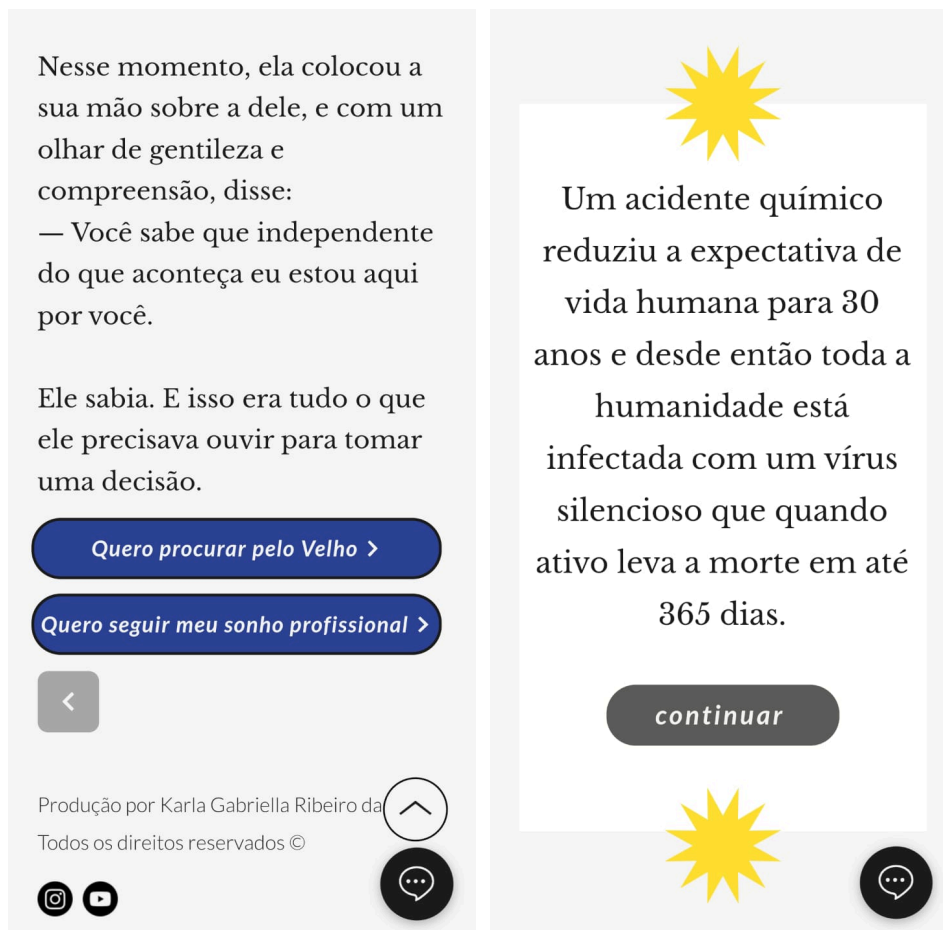 Nesse momento, ela colocou a
sua mão sobre a dele, e com um
olhar de gentileza e
compreensão, disse:
— Você sabe que independente
do que aconteça eu estou aqui
por você.
Ele sabia. E isso era tudo o que
ele precisava ouvir para tomar
uma decisão.
Quero procurar pelo Velho
Quero seguir meu sonho profissional
Produção por Karla Gabriella Ribeiro da
Todos os direitos reservados ©
Um acidente químico
reduziu a expectativa de
vida humana para 30
anos e desde então toda a
humanidade está
infectada com um vírus
silencioso que quando
ativo leva a morte em até
365 dias.
continuar